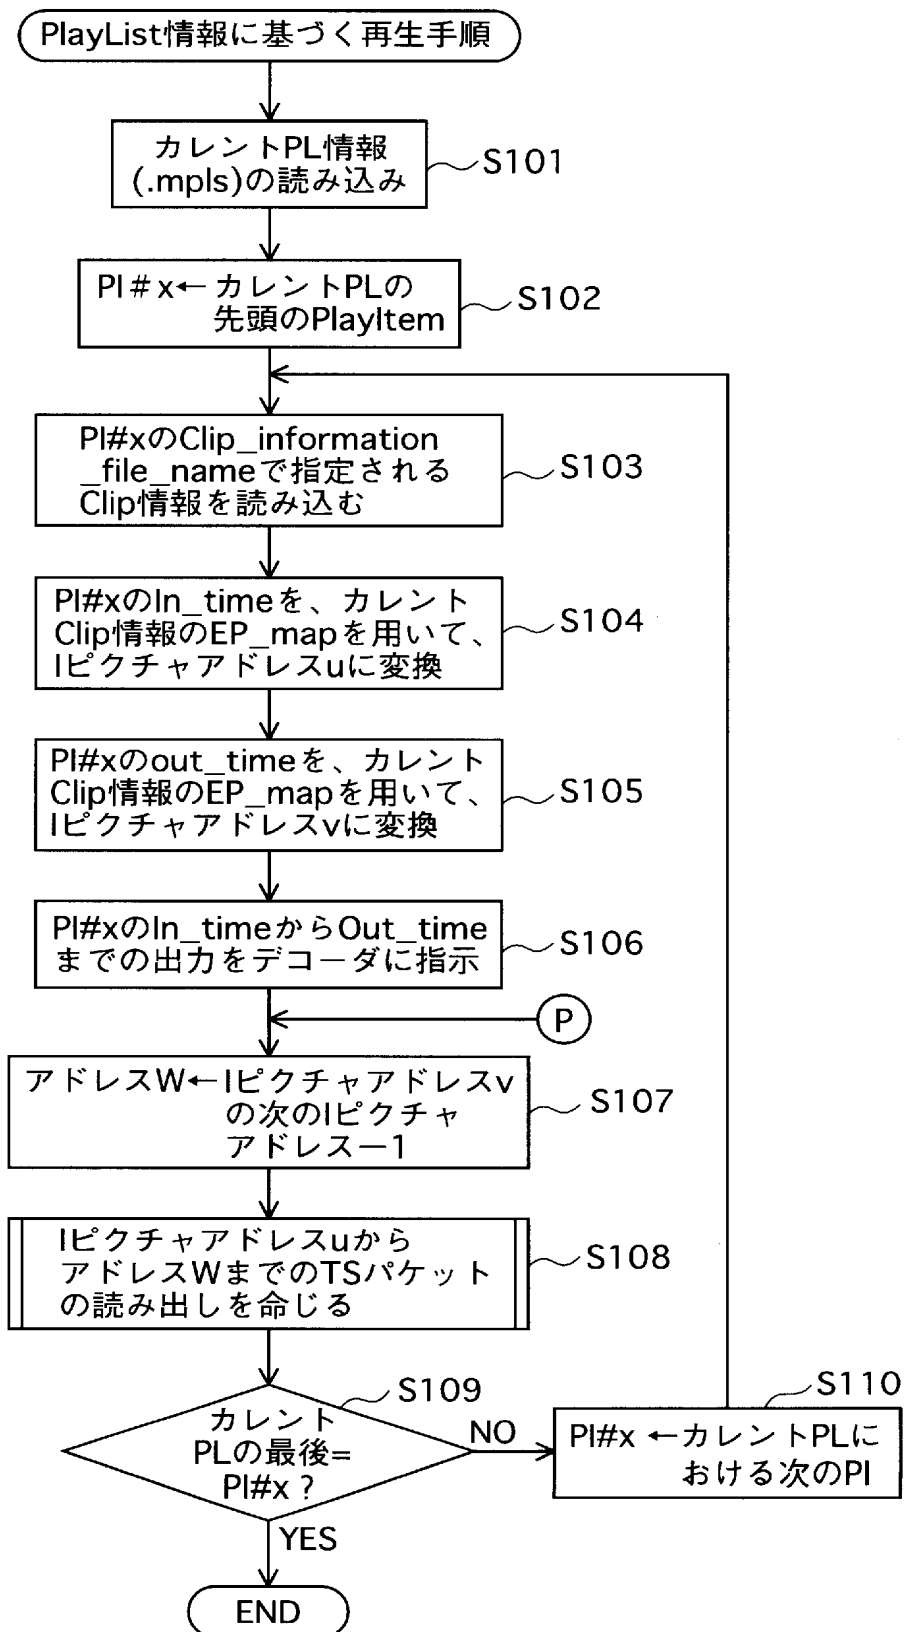 PlayList情報に基づく再生手順
カレントPL情報
(.mpls)の読み込み
S101
PI#x←カレントPLの
先頭のPlayItem
S102
PI#xのClip_information
_file_nameで指定される
Clip情報を読み込む
S103
PI#xのIn_timeを、カレント
Clip情報のEP_mapを用いて、
Iピクチャアドレスuに変換
S104
PI#xのout_timeを、カレント
Clip情報のEP_mapを用いて、
Iピクチャアドレスvに変換
S105
PI#xのIn_timeからOut_time
までの出力をデコーダに指示
S106
P
アドレスW←Iピクチャアドレスv
の次のIピクチャ
アドレスー1
S107
Iピクチャアドレスuから
アドレスWまでのTSパケット
の読み出しを命じる
S108
S109
カレント
PLの最後=
PI#x?
NO
S110
PI#x ←カレントPLに
おける次のPI
YES
END